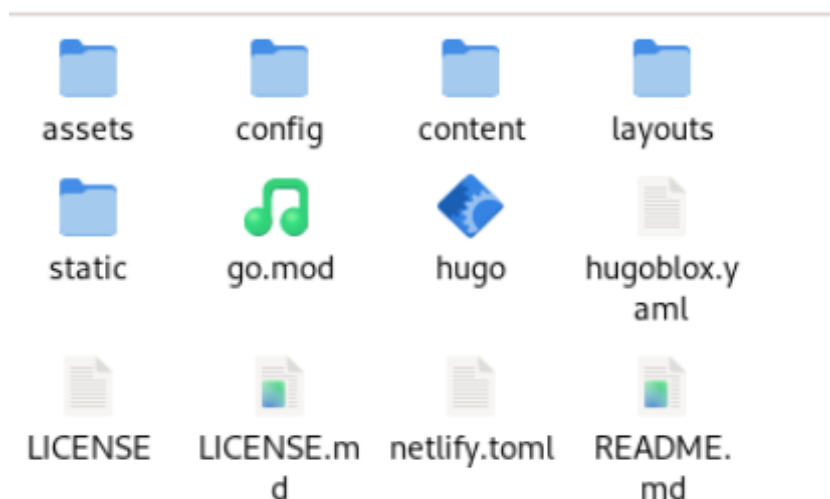 assets config content layouts
static go.mod hugo hugoblox.y
aml
LICENSE LICENSE.m netlify.toml README.
d md